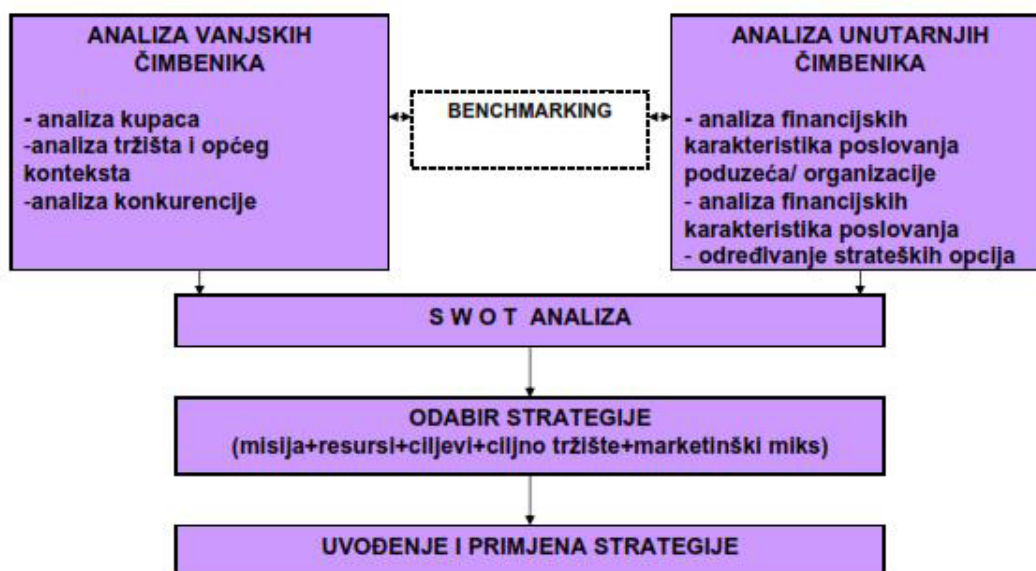 ANALIZA VANJSKIH
ČIMBENIKA
- analiza kupaca
-analiza tržišta i općeg
konteksta
-analiza konkurencije
BENCHMARKING
ANALIZA UNUTARNJIH
ČIMBENIKA
- analiza financijskih
karakteristika poslovanja
poduzeća/ organizacije
- analiza financijskih
karakteristika poslovanja
- određivanje strateških opcija
S W O T  ANALIZA
ODABIR STRATEGIJE
(misija+resursi+ciljevi+ciljno tržište+marketinški miks)
UVOĐENJE I PRIMJENA STRATEGIJE